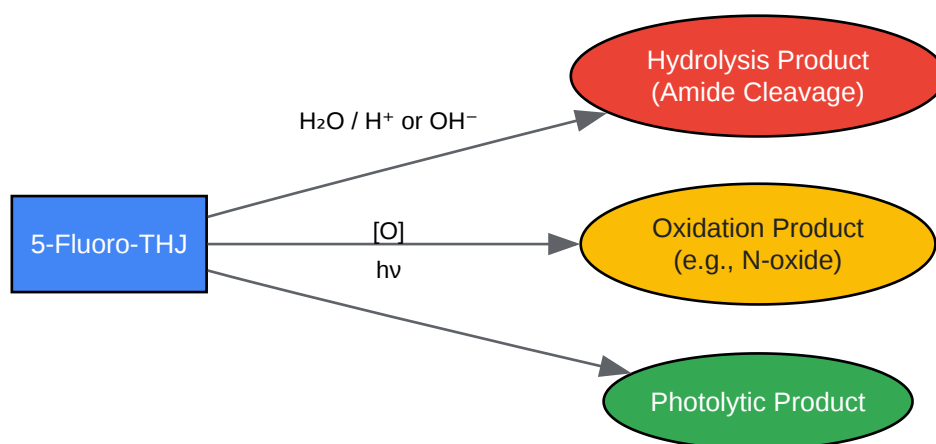 Hydrolysis Product
(Amide Cleavage)
H₂O / H⁺ or OH⁻
5-Fluoro-THJ
[O]
Oxidation Product
(e.g., N-oxide)
hν
Photolytic Product